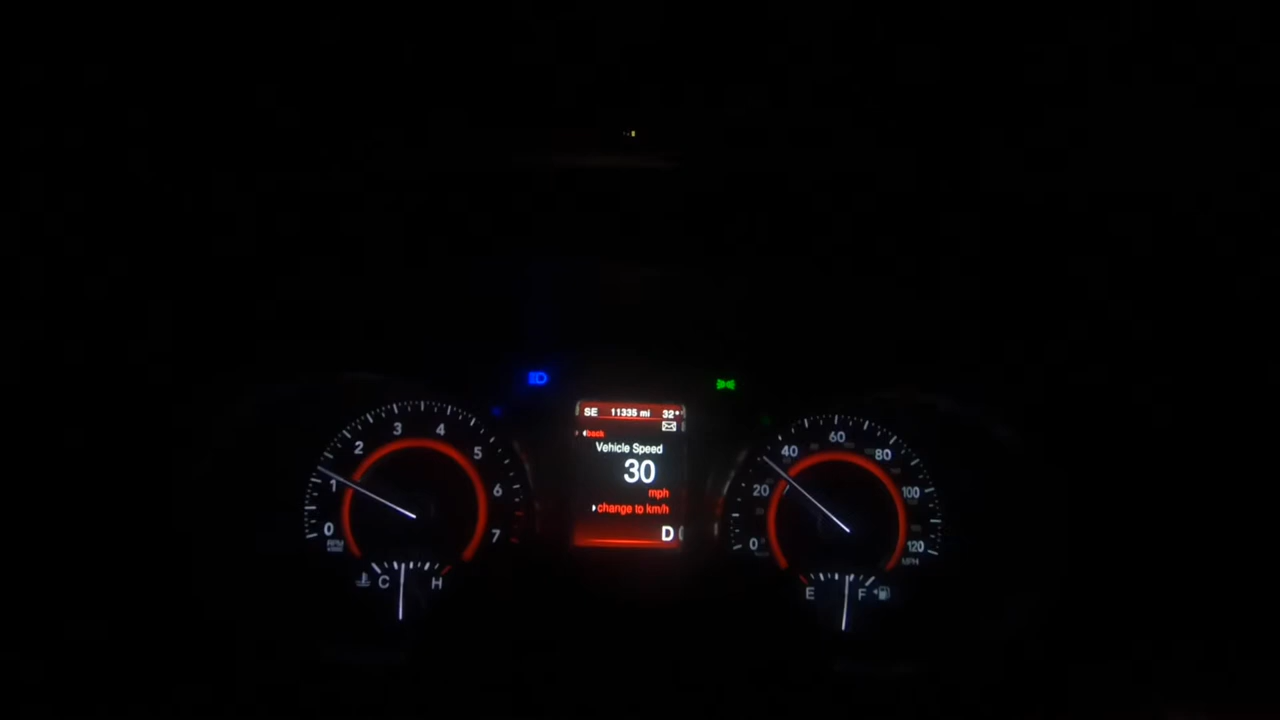 SE 11335 mi 32°
back
Vehicle Speed
30
mph
change to km/h
D
0 1 2 3 4 5 6 7
RPM
C H
0 20 40 60 80 100 120
MPH
E F